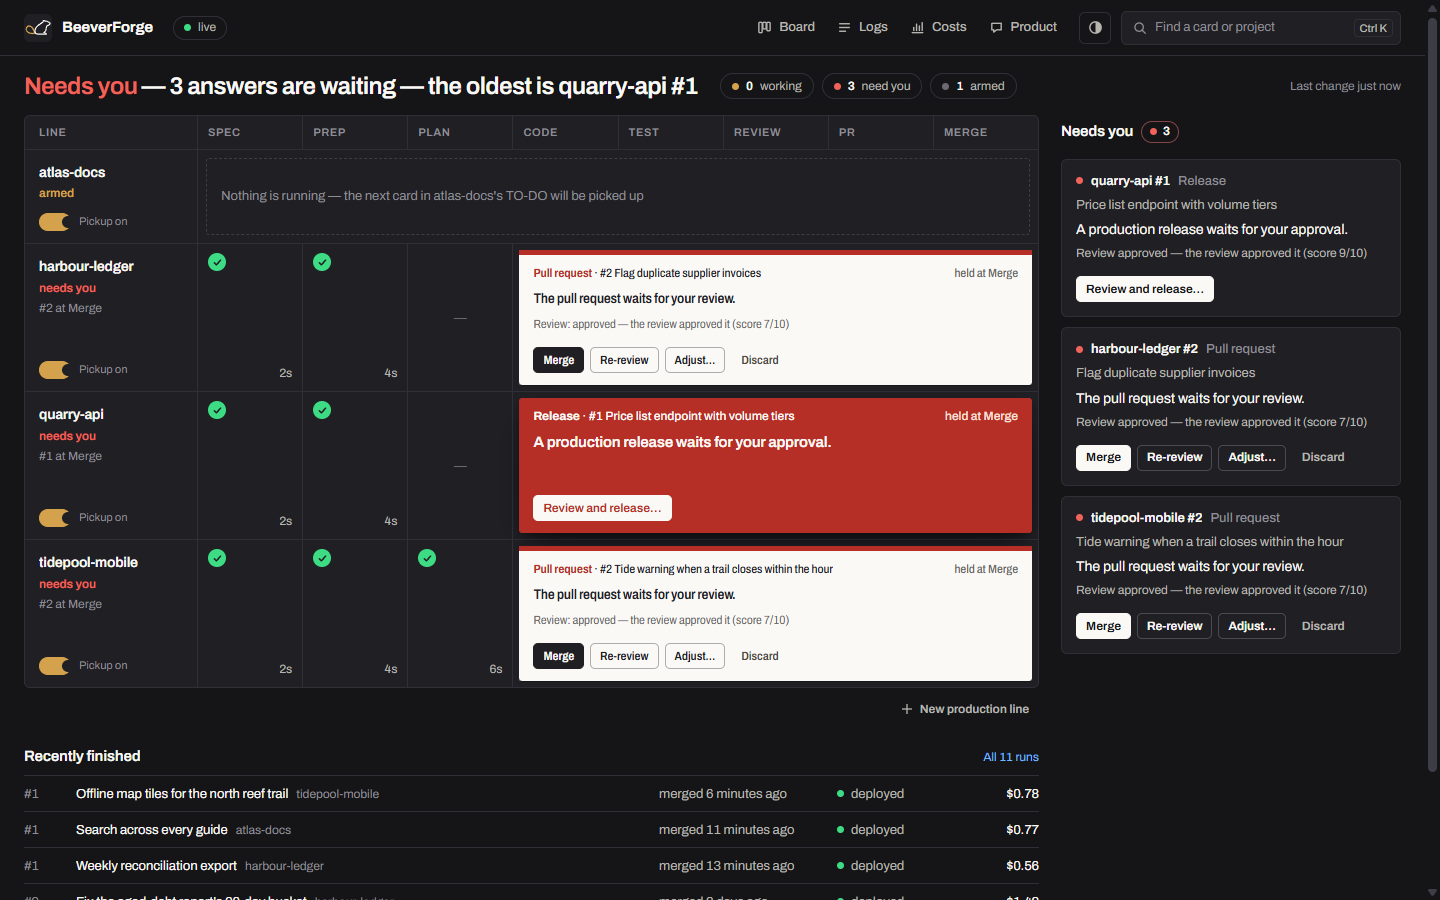 BeeverForge
live
Board
Logs
Costs
Product
Find a card or project
Ctrl K
Needs you — 3 answers are waiting — the oldest is quarry-api #1
0 working
3 need you
1 armed
Last change just now
LINE
SPEC
PREP
PLAN
CODE
TEST
REVIEW
PR
MERGE
atlas-docs
armed
Pickup on
Nothing is running — the next card in atlas-docs's TO-DO will be picked up
harbour-ledger
needs you
#2 at Merge
Pickup on
2s
4s
—
Pull request · #2 Flag duplicate supplier invoices
held at Merge
The pull request waits for your review.
Review: approved — the review approved it (score 7/10)
Merge
Re-review
Adjust...
Discard
quarry-api
needs you
#1 at Merge
Pickup on
2s
4s
—
Release · #1 Price list endpoint with volume tiers
held at Merge
A production release waits for your approval.
Review and release...
tidepool-mobile
needs you
#2 at Merge
Pickup on
2s
4s
6s
Pull request · #2 Tide warning when a trail closes within the hour
held at Merge
The pull request waits for your review.
Review: approved — the review approved it (score 7/10)
Merge
Re-review
Adjust...
Discard
New production line
Needs you
3
quarry-api #1 Release
Price list endpoint with volume tiers
A production release waits for your approval.
Review approved — the review approved it (score 9/10)
Review and release...
harbour-ledger #2 Pull request
Flag duplicate supplier invoices
The pull request waits for your review.
Review approved — the review approved it (score 7/10)
Merge
Re-review
Adjust...
Discard
tidepool-mobile #2 Pull request
Tide warning when a trail closes within the hour
The pull request waits for your review.
Review approved — the review approved it (score 7/10)
Merge
Re-review
Adjust...
Discard
Recently finished
All 11 runs
#1 Offline map tiles for the north reef trail tidepool-mobile merged 6 minutes ago deployed $0.78
#1 Search across every guide atlas-docs merged 11 minutes ago deployed $0.77
#1 Weekly reconciliation export harbour-ledger merged 13 minutes ago deployed $0.56